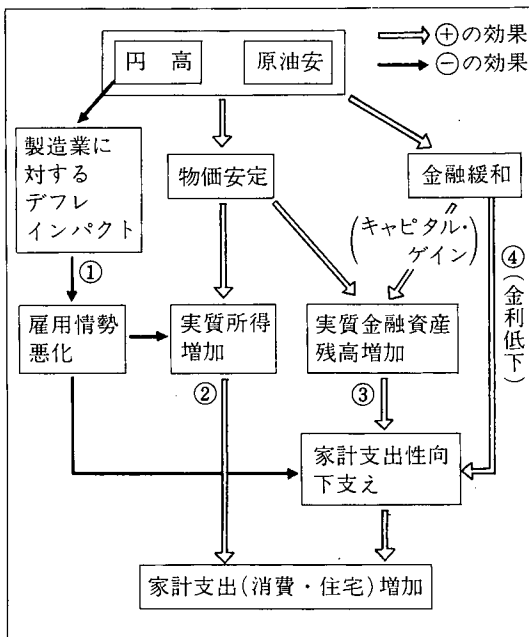 円高
原油安
⊕の効果
⊖の効果
製造業に
対する
デフレ
インパクト
物価安定
金融緩和
(キャピタル・
ゲイン)
①
④(金利低下)
雇用情勢
悪化
実質所得
増加
実質金融資産
残高増加
②
③
家計支出性向
下支え
家計支出(消費・住宅)増加